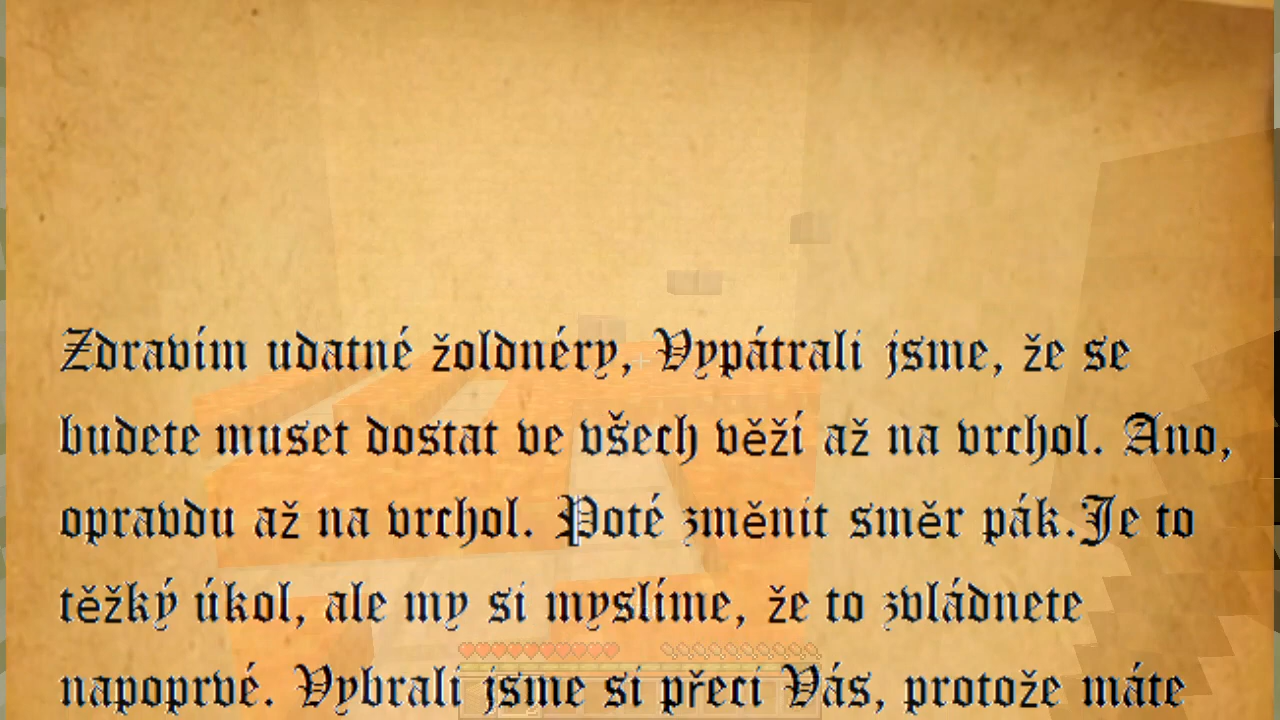 Zdravím udatné žoldnéry, Vypátrali jsme, že se
budete muset dostat ve všech věží až na vrchol. Ano,
opravdu až na vrchol. Poté změnit směr pák.Je to
těžký úkol, ale my si myslíme, že to zvládnete
napoprvé. Vybrali jsme si přeci Vás, protože máte